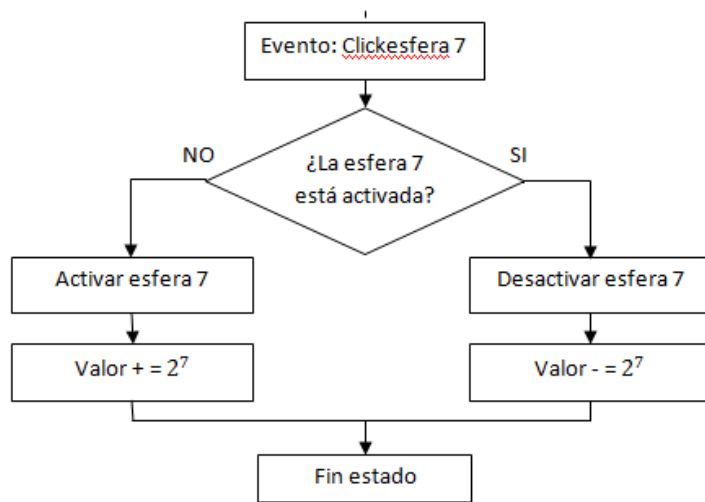 Evento: Clickesfera 7
NO
SI
¿La esfera 7
está activada?
Activar esfera 7
Desactivar esfera 7
Valor + = 2⁷
Valor - = 2⁷
Fin estado